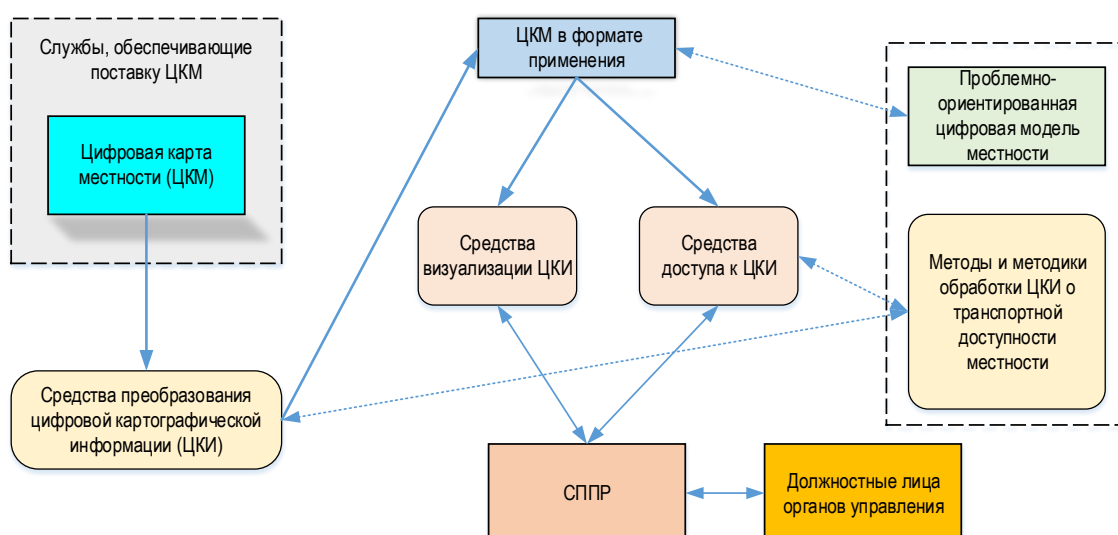 Службы, обеспечивающие
поставку ЦКМ
Цифровая карта
местности (ЦКМ)
Средства преобразования
цифровой картографической
информации (ЦКИ)
ЦКМ в формате
применения
Средства
визуализации ЦКИ
Средства
доступа к ЦКИ
СППР
Должностные лица
органов управления
Проблемно-
ориентированная
цифровая модель
местности
Методы и методики
обработки ЦКИ о
транспортной
доступности
местности